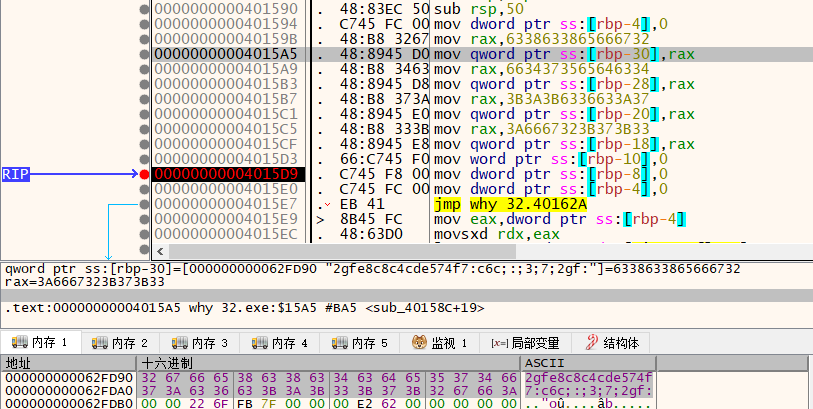 0000000000401590 . 48:83EC 50 sub rsp,50
0000000000401594 . C745 FC 00 mov dword ptr ss:[rbp-4],0
000000000040159B . 48:B8 3267 mov rax,6338633865666732
00000000004015A5 . 48:8945 D0 mov qword ptr ss:[rbp-30],rax
00000000004015A9 . 48:B8 3463 mov rax,6634373565646334
00000000004015B3 . 48:8945 D8 mov qword ptr ss:[rbp-28],rax
00000000004015B7 . 48:B8 373A mov rax,3B3A3B6336633A37
00000000004015C1 . 48:8945 E0 mov qword ptr ss:[rbp-20],rax
00000000004015C5 . 48:B8 333B mov rax,3A6667323B373B33
00000000004015CF . 48:8945 E8 mov qword ptr ss:[rbp-18],rax
00000000004015D3 . 66:C745 F0 mov word ptr ss:[rbp-10],0
RIP 00000000004015D9 . C745 F8 00 mov dword ptr ss:[rbp-8],0
00000000004015E0 . C745 FC 00 mov dword ptr ss:[rbp-4],0
00000000004015E7 . EB 41 jmp why 32.40162A
00000000004015E9 > 8B45 FC mov eax,dword ptr ss:[rbp-4]
00000000004015EC . 48:63D0 movsxd rdx,eax
qword ptr ss:[rbp-30]=[000000000062FD90 "2gfe8c8c4cde574f7:c6c;:;3;7;2gf:"]=6338633865666732
rax=3A6667323B373B33
.text:00000000004015A5 why 32.exe:$15A5 #BA5 <sub_40158C+19>
内存 1 内存 2 内存 3 内存 4 内存 5 监视 1 [x=] 局部变量 结构体
地址 十六进制 ASCII
000000000062FD90 32 67 66 65 38 63 38 63 34 63 64 65 35 37 34 66 2gfe8c8c4cde574f
000000000062FDA0 37 3A 63 36 63 3B 3A 3B 33 3B 37 3B 32 67 66 3A 7:c6c;:;3;7;2gf:
000000000062FDB0 00 00 22 6F FB 7F 00 00 00 E2 62 00 00 00 00 00 .."oû....âb.....